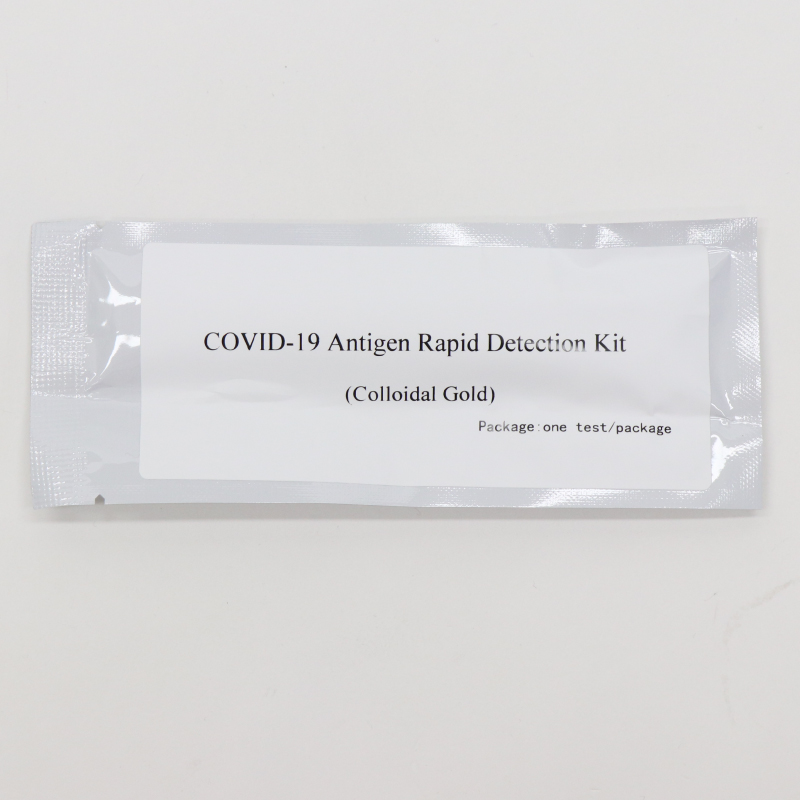 COVID-19 Antigen Rapid Detection Kit
(Colloidal Gold)
Package:one test/package